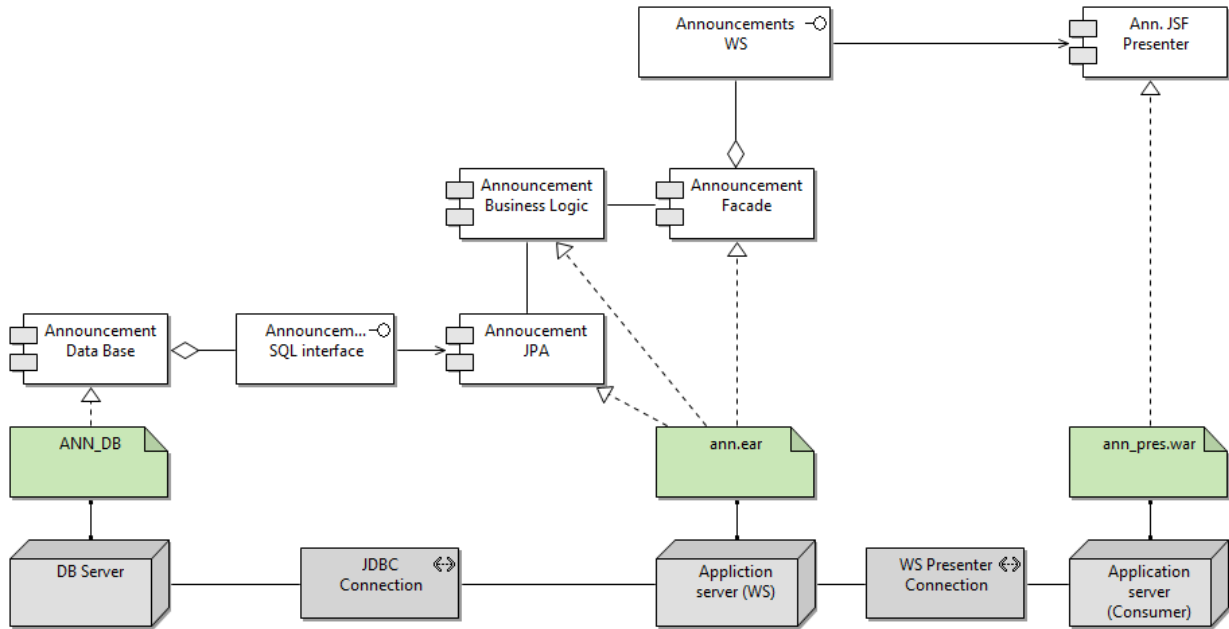 Announcements
WS
Ann. JSF
Presenter
Announcement
Business Logic
Announcement
Facade
Announcement
Data Base
Announcem...
SQL interface
Annoucement
JPA
ANN_DB
ann.ear
ann_pres.war
DB Server
JDBC
Connection
Appliction
server (WS)
WS Presenter
Connection
Application
server
(Consumer)